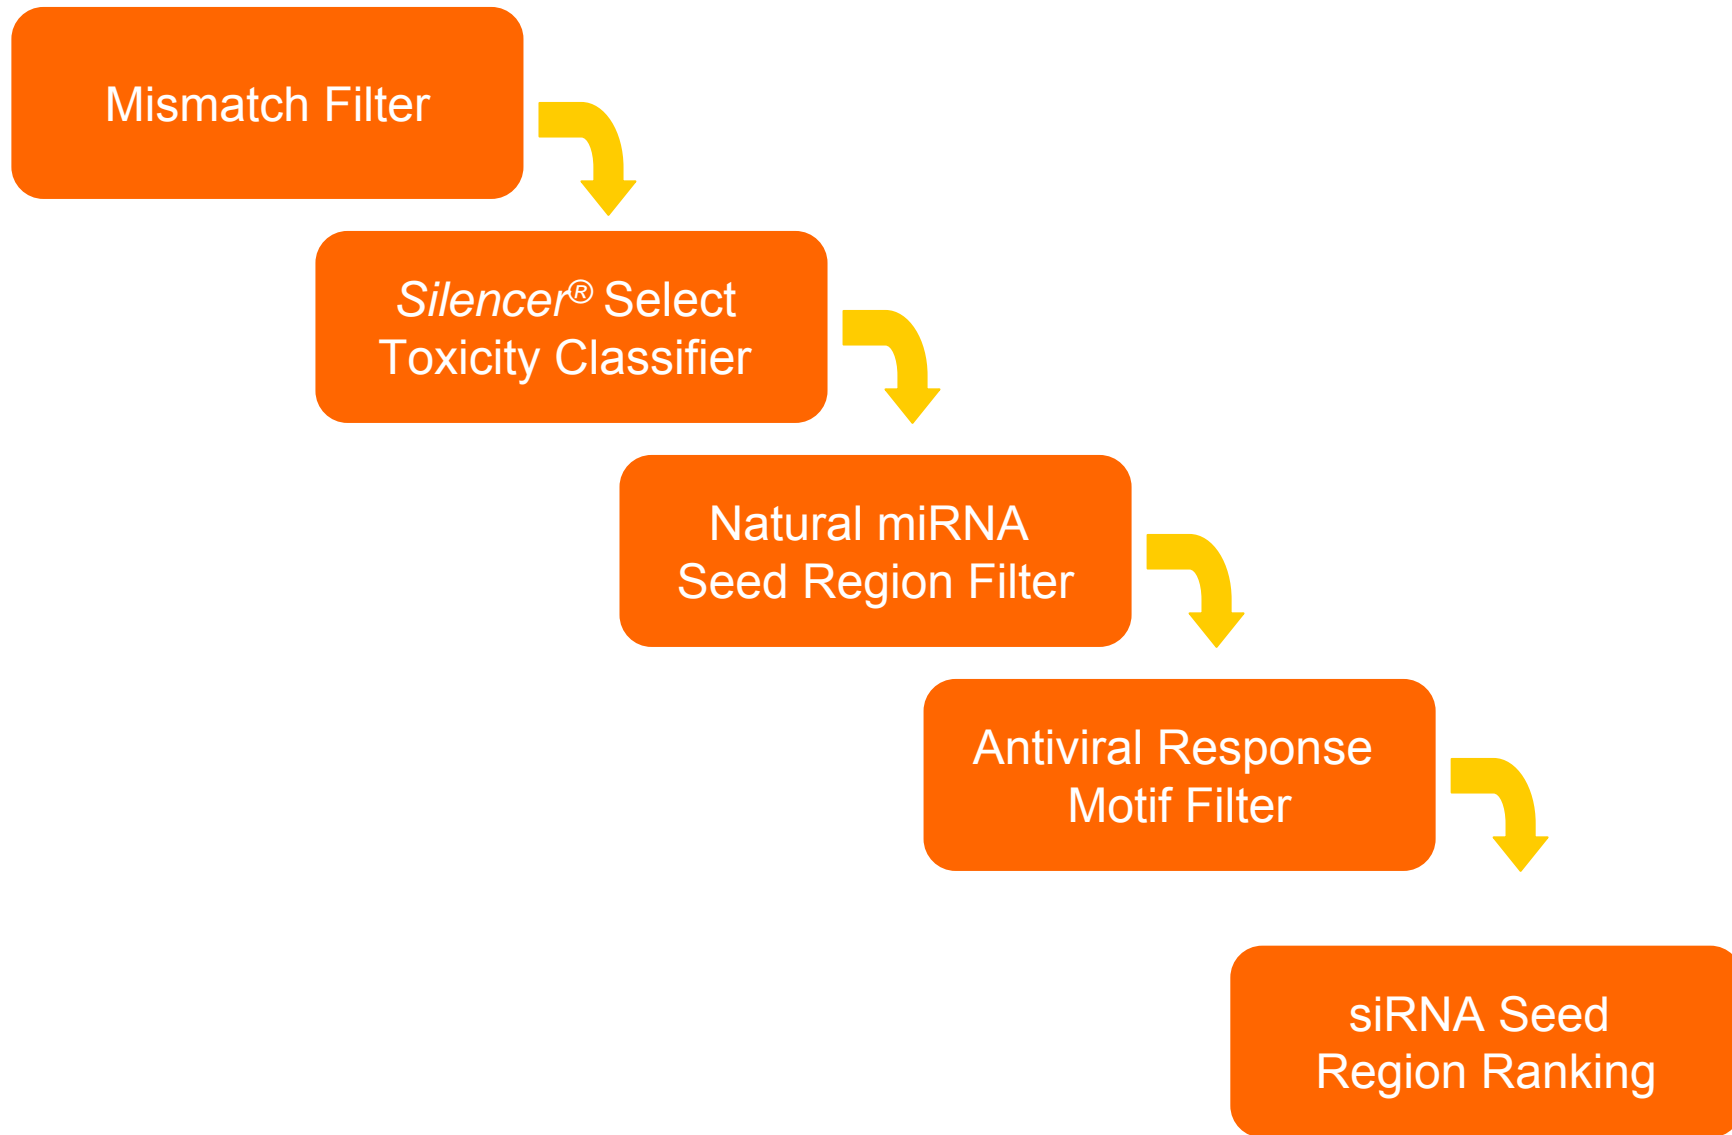 Mismatch Filter
Silencer® Select
Toxicity Classifier
Natural miRNA
Seed Region Filter
Antiviral Response
Motif Filter
siRNA Seed
Region Ranking